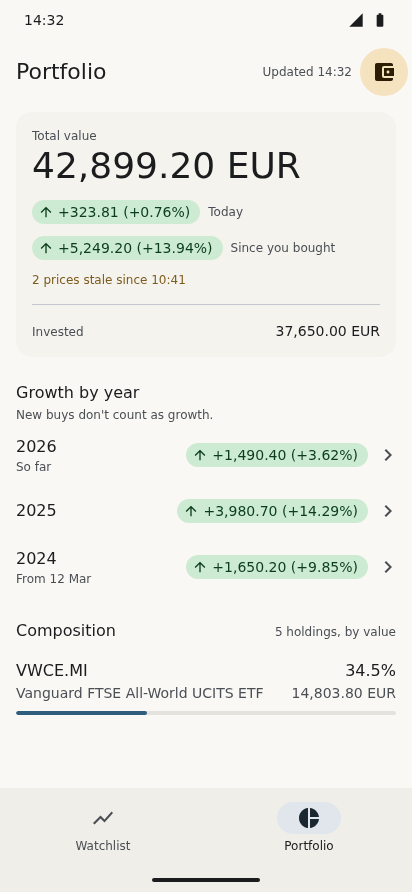 14:32
Portfolio
Updated 14:32
Total value
42,899.20 EUR
+323.81 (+0.76%) Today
+5,249.20 (+13.94%) Since you bought
2 prices stale since 10:41
Invested 37,650.00 EUR
Growth by year
New buys don't count as growth.
2026 +1,490.40 (+3.62%)
So far
2025 +3,980.70 (+14.29%)
2024 +1,650.20 (+9.85%)
From 12 Mar
Composition 5 holdings, by value
VWCE.MI 34.5%
Vanguard FTSE All-World UCITS ETF 14,803.80 EUR
Watchlist Portfolio